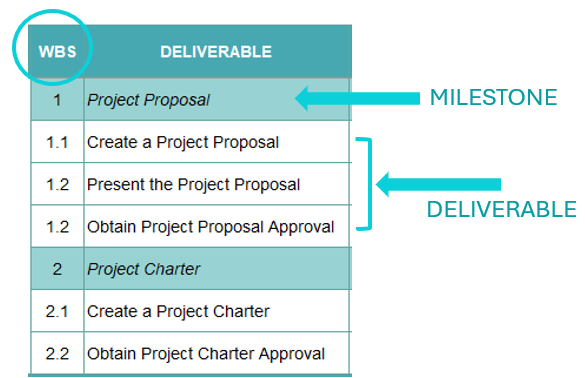 WBS DELIVERABLE
1 Project Proposal MILESTONE
1.1 Create a Project Proposal
1.2 Present the Project Proposal
DELIVERABLE
1.2 Obtain Project Proposal Approval
2 Project Charter
2.1 Create a Project Charter
2.2 Obtain Project Charter Approval